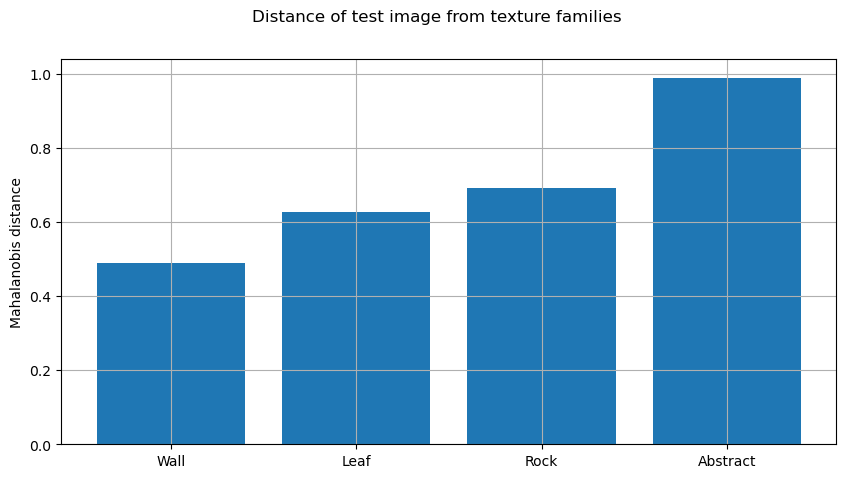 Distance of test image from texture families
Mahalanobis distance
1.0
0.8
0.6
0.4
0.2
0.0
Wall Leaf Rock Abstract